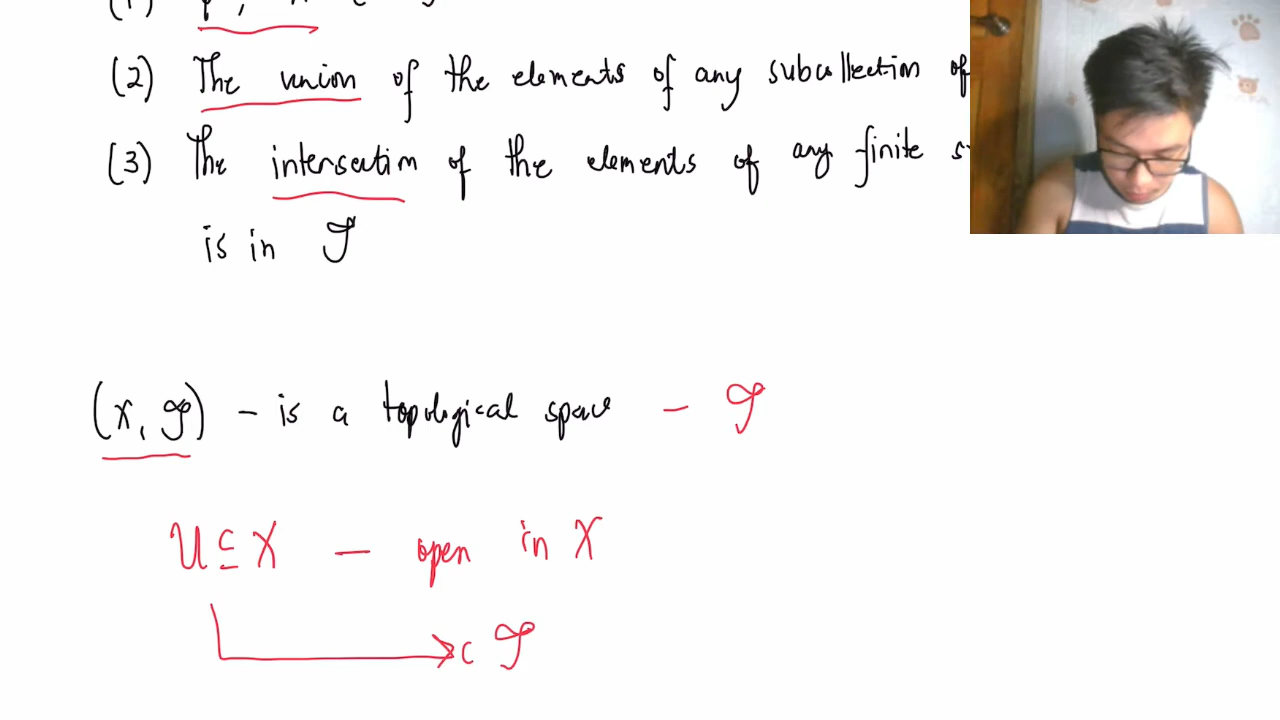 (1)
(2) The union of the elements of any subcollection of
(3) The intersection of the elements of any finite
is in 𝒯
(X, 𝒯) – is a topological space – 𝒯
U ⊆ X – open in X
𝒯